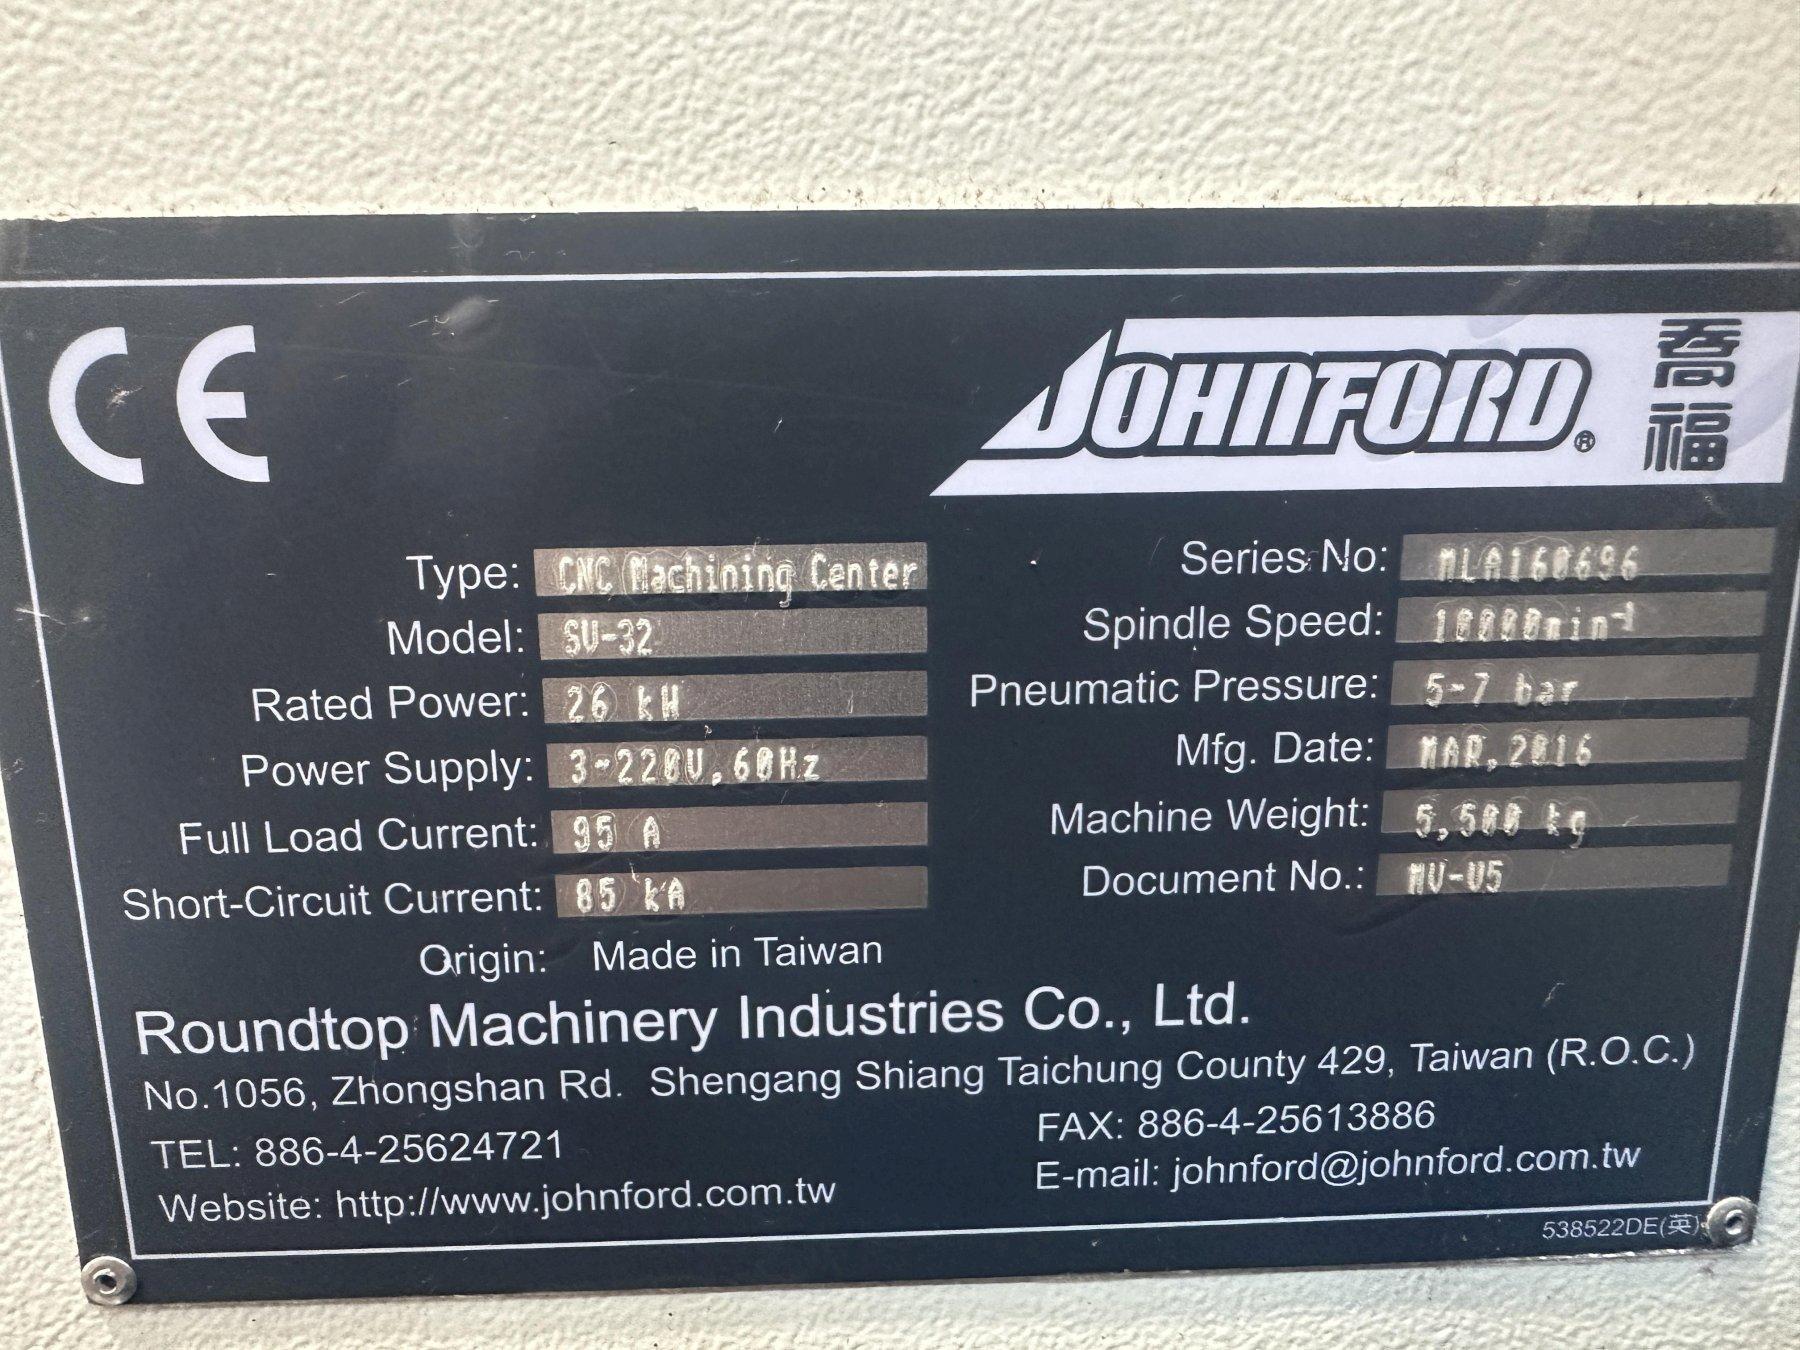 CE
JOHNFORD® 喬福
Type: CNC Machining Center
Model: SV-32
Rated Power: 26 kW
Power Supply: 3~220V,60Hz
Full Load Current: 95 A
Short-Circuit Current: 85 kA
Origin: Made in Taiwan
Series No: MLA160696
Spindle Speed: 10000min⁻¹
Pneumatic Pressure: 5-7 bar
Mfg. Date: MAR,2016
Machine Weight: 5,500 kg
Document No.: MV-V5
Roundtop Machinery Industries Co., Ltd.
No.1056, Zhongshan Rd. Shengang Shiang Taichung County 429, Taiwan (R.O.C.)
TEL: 886-4-25624721
FAX: 886-4-25613886
Website: http://www.johnford.com.tw
E-mail: johnford@johnford.com.tw
538522DE(英)